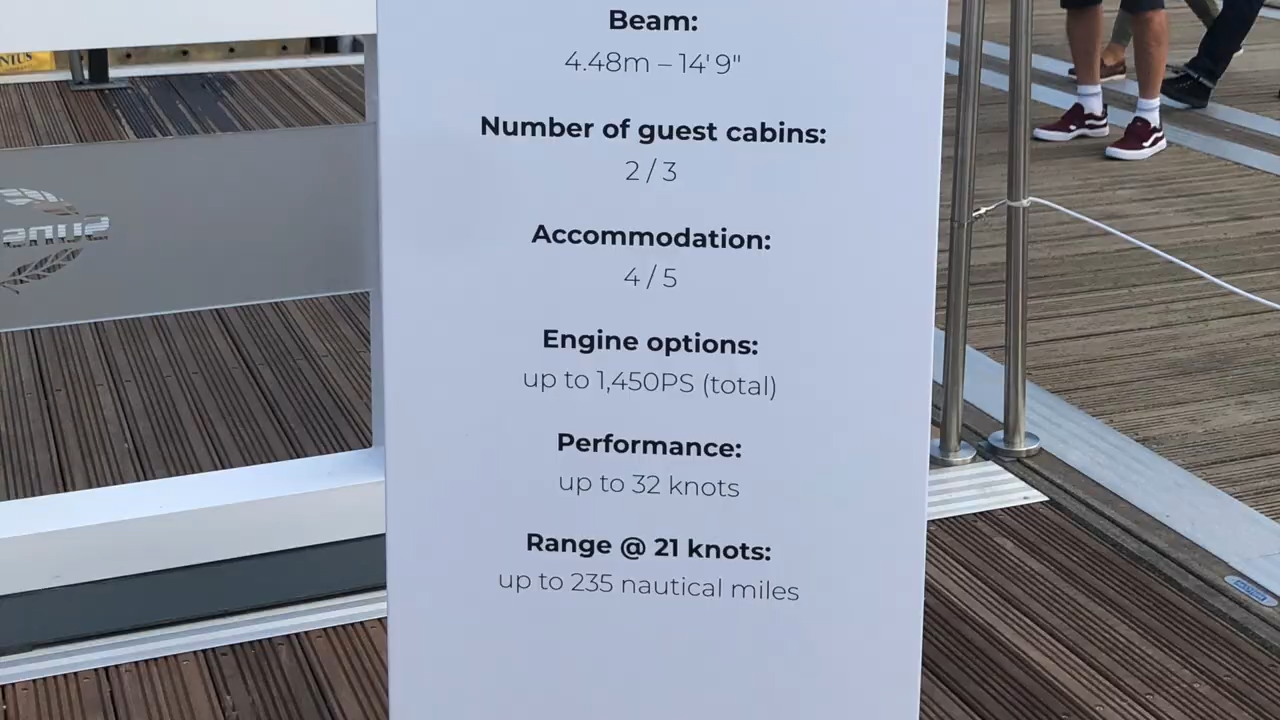 Beam:
4.48m – 14' 9"
Number of guest cabins:
2 / 3
Accommodation:
4 / 5
Engine options:
up to 1,450PS (total)
Performance:
up to 32 knots
Range @ 21 knots:
up to 235 nautical miles